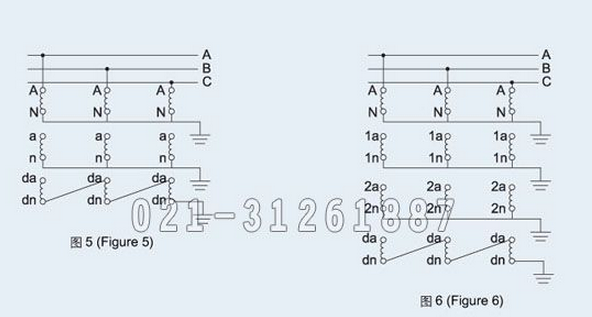 A A
B B
C C
A A A A A A
N N N N N N
a a a 1a 1a 1a
n n n 1n 1n 1n
da da da 2a 2a 2a
dn dn dn 2n 2n 2n
021-31261887
da da da
dn dn dn
图5 (Figure 5)
图6 (Figure 6)